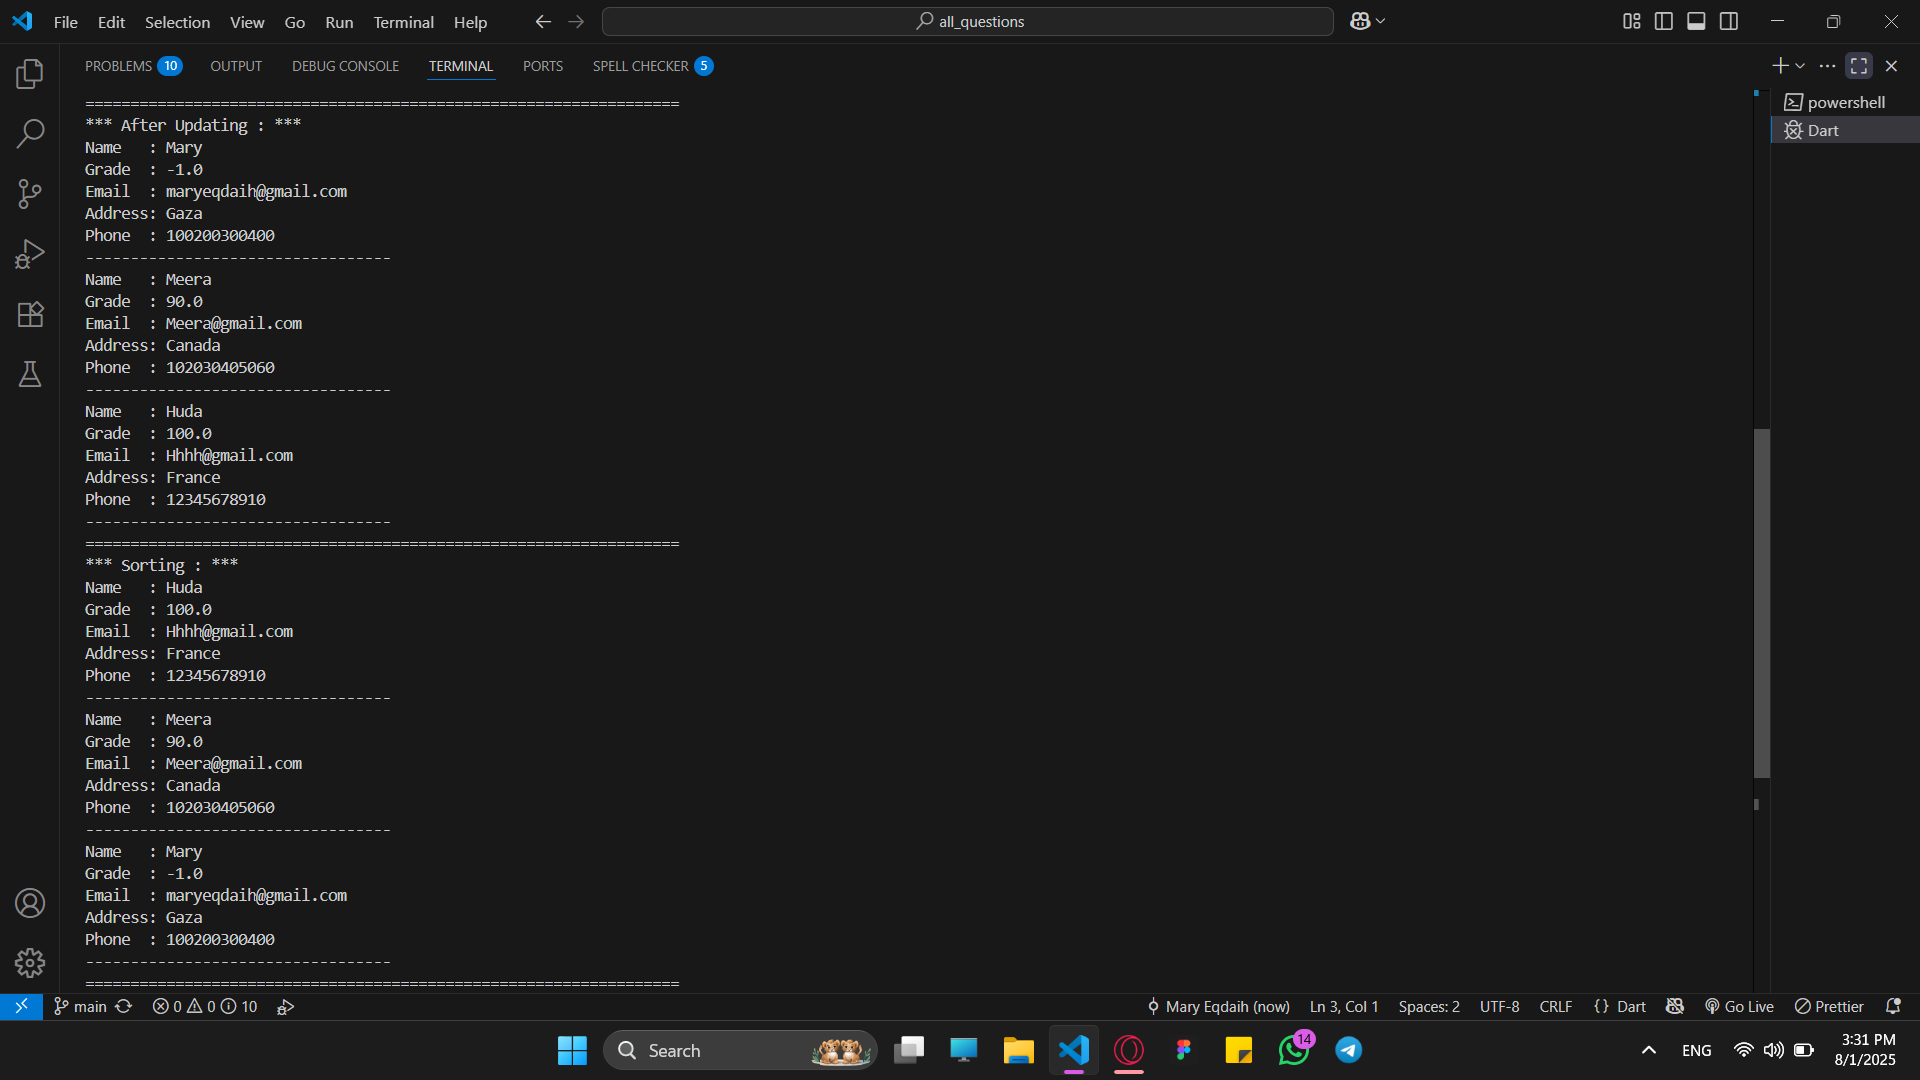 File Edit Selection View Go Run Terminal Help
all_questions
PROBLEMS 10 OUTPUT DEBUG CONSOLE TERMINAL PORTS SPELL CHECKER 5
powershell
Dart
====================================================================
*** After Updating : ***
Name   : Mary
Grade  : -1.0
Email  : maryeqdaih@gmail.com
Address: Gaza
Phone  : 100200300400
----------------------------------
Name   : Meera
Grade  : 90.0
Email  : Meera@gmail.com
Address: Canada
Phone  : 102030405060
----------------------------------
Name   : Huda
Grade  : 100.0
Email  : Hhhh@gmail.com
Address: France
Phone  : 12345678910
----------------------------------
====================================================================
*** Sorting : ***
Name   : Huda
Grade  : 100.0
Email  : Hhhh@gmail.com
Address: France
Phone  : 12345678910
----------------------------------
Name   : Meera
Grade  : 90.0
Email  : Meera@gmail.com
Address: Canada
Phone  : 102030405060
----------------------------------
Name   : Mary
Grade  : -1.0
Email  : maryeqdaih@gmail.com
Address: Gaza
Phone  : 100200300400
----------------------------------
====================================================================
main 0 0 10 Mary Eqdaih (now) Ln 3, Col 1 Spaces: 2 UTF-8 CRLF {} Dart Go Live Prettier
Search 14 ENG 3:31 PM
8/1/2025